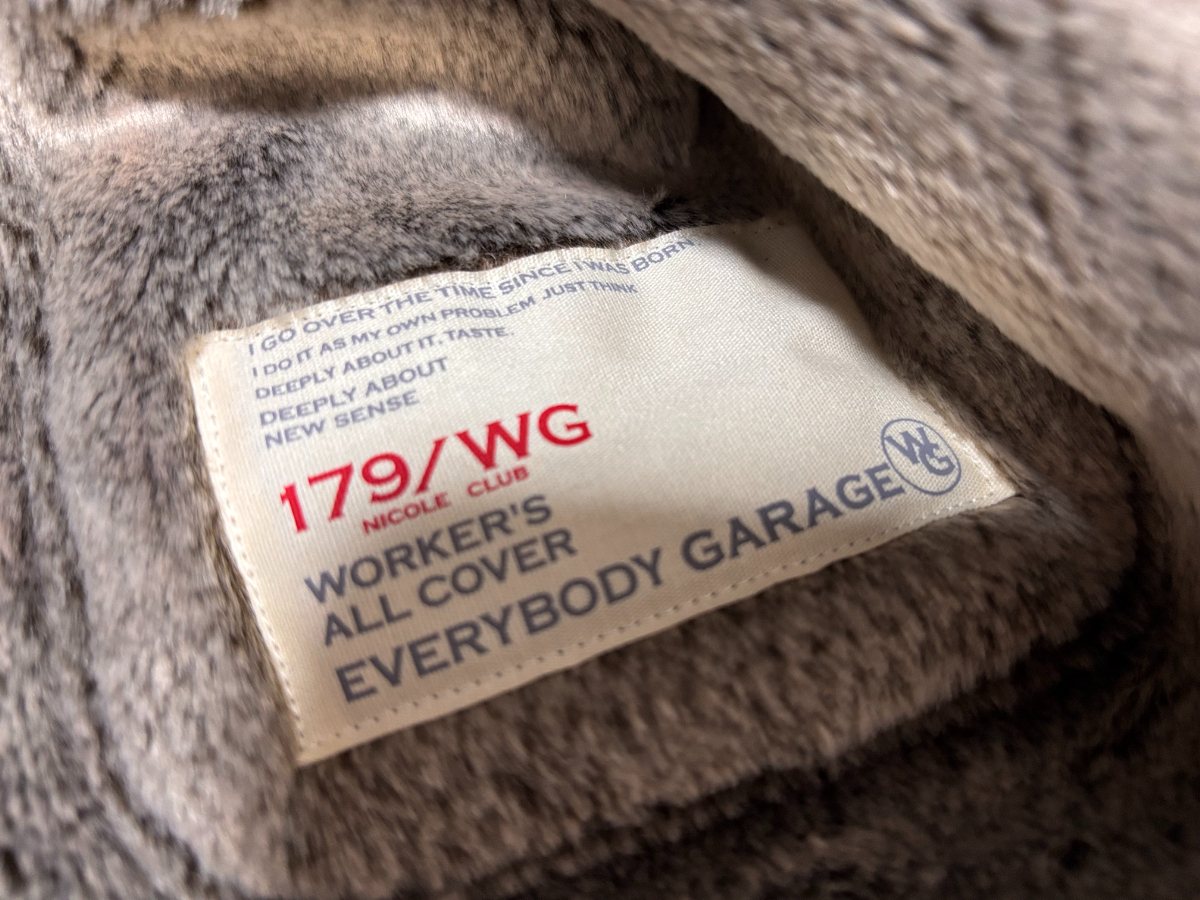 I GO OVER THE TIME SINCE I WAS BORN
I DO IT AS MY OWN PROBLEM JUST THINK
DEEPLY ABOUT IT, TASTE
DEEPLY ABOUT
NEW SENSE
179/WG
NICOLE CLUB
WORKER'S
ALL COVER
EVERYBODY GARAGE WG